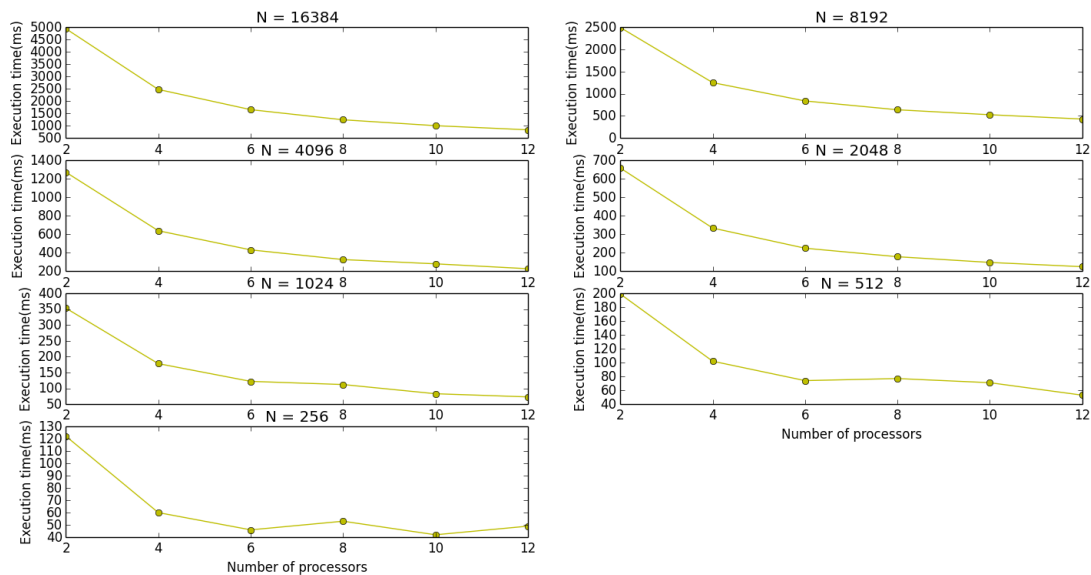 N = 16384
Execution time(ms)
5000
4500
4000
3500
3000
2500
2000
1500
1000
500
2 4 6 8 10 12
N = 8192
Execution time(ms)
2500
2000
1500
1000
500
0
2 4 6 8 10 12
N = 4096
Execution time(ms)
1400
1200
1000
800
600
400
200
2 4 6 8 10 12
N = 2048
Execution time(ms)
700
600
500
400
300
200
100
2 4 6 8 10 12
N = 1024
Execution time(ms)
400
350
300
250
200
150
100
50
2 4 6 8 10 12
N = 512
Execution time(ms)
200
180
160
140
120
100
80
60
40
2 4 6 8 10 12
Number of processors
N = 256
Execution time(ms)
130
120
110
100
90
80
70
60
50
40
2 4 6 8 10 12
Number of processors